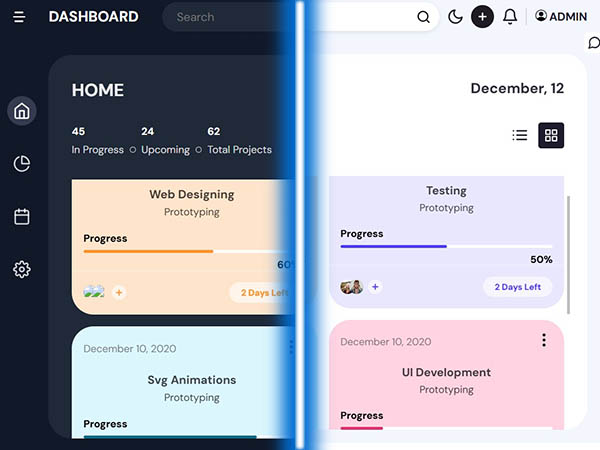 DASHBOARD
Search
ADMIN
HOME
December, 12
45
24
62
In Progress
Upcoming
Total Projects
Web Designing
Prototyping
Progress
60%
2 Days Left
Testing
Prototyping
Progress
50%
2 Days Left
December 10, 2020
Svg Animations
Prototyping
Progress
December 10, 2020
UI Development
Prototyping
Progress